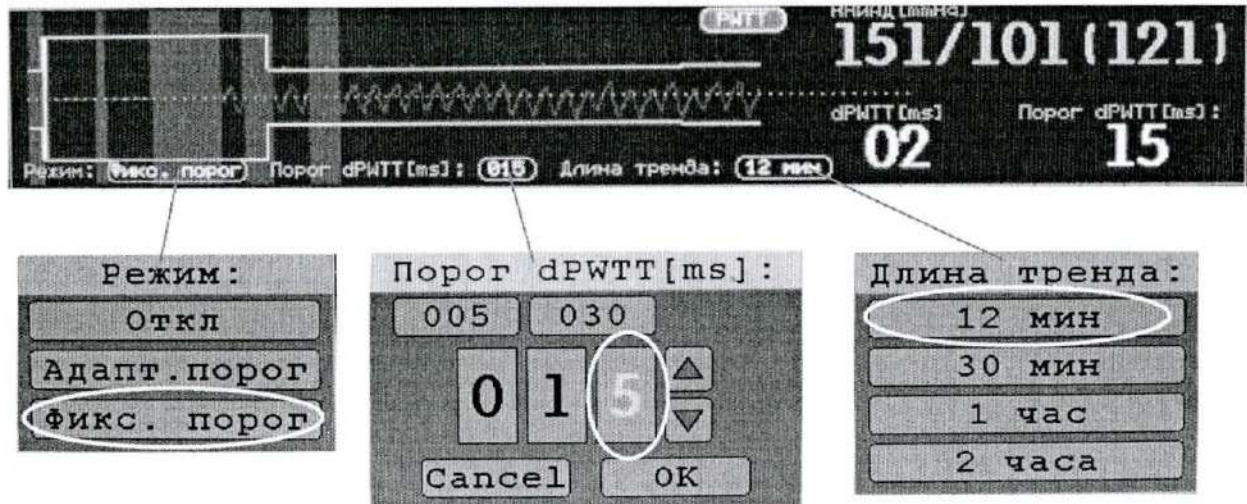 PWTT
151/101(121)
dPWTT[ms]
02
Порог dPWTT[ms]:
15
Режим: Фикс. порог Порог dPWTT[ms]: 015 Длина тренда: 12 мин
Режим:
Откл
Адапт.порог
Фикс. порог
Порог dPWTT[ms]:
005 030
0 1 5
Cancel OK
Длина тренда:
12 мин
30 мин
1 час
2 часа